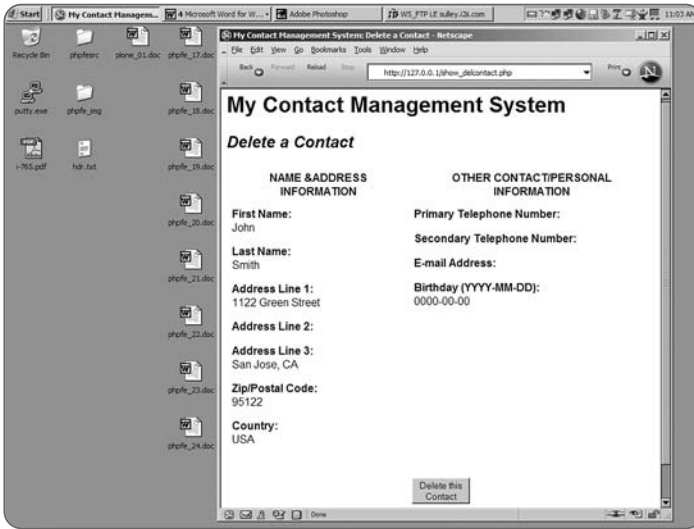 Start
My Contact Managem...
4 Microsoft Word for W...
Adobe Photoshop
WS_FTP LE sulley.i2ii.com
11:03 AM
Recycle Bin
phpfesrc
plone_01.doc
phpfe_17.doc
putty.exe
phpfe_img
phpfe_18.doc
i-765.pdf
hdr.txt
phpfe_19.doc
phpfe_20.doc
phpfe_21.doc
phpfe_22.doc
phpfe_23.doc
phpfe_24.doc
My Contact Management System: Delete a Contact - Netscape
File Edit View Go Bookmarks Tools Window Help
Back Forward Reload Stop
http://127.0.0.1/show_delcontact.php
Print
N
My Contact Management System
Delete a Contact
NAME &ADDRESS
INFORMATION
First Name:
John
Last Name:
Smith
Address Line 1:
1122 Green Street
Address Line 2:
Address Line 3:
San Jose, CA
Zip/Postal Code:
95122
Country:
USA
OTHER CONTACT/PERSONAL
INFORMATION
Primary Telephone Number:
Secondary Telephone Number:
E-mail Address:
Birthday (YYYY-MM-DD):
0000-00-00
Delete this
Contact
Done